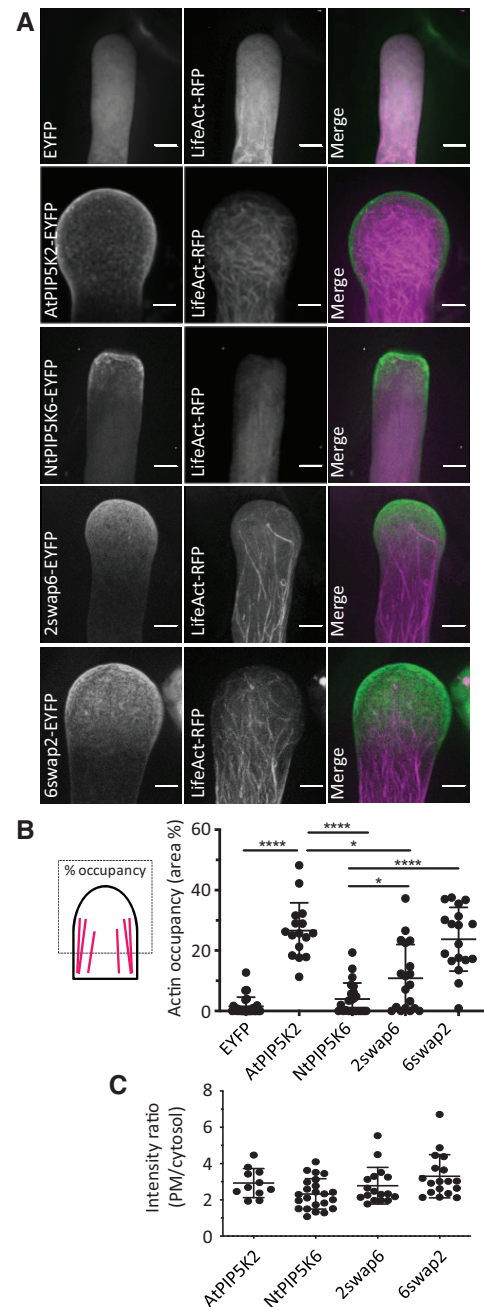 A
EYFP
LifeAct-RFP
Merge
AtPIP5K2-EYFP
LifeAct-RFP
Merge
NtPIP5K6-EYFP
LifeAct-RFP
Merge
2swap6-EYFP
LifeAct-RFP
Merge
6swap2-EYFP
LifeAct-RFP
Merge
B
% occupancy
Actin occupancy (area %)
60
40
20
0
****
****
*
****
*
EYFP
AtPIP5K2
NtPIP5K6
2swap6
6swap2
C
Intensity ratio
(PM/cytosol)
8
6
4
2
0
AtPIP5K2
NtPIP5K6
2swap6
6swap2